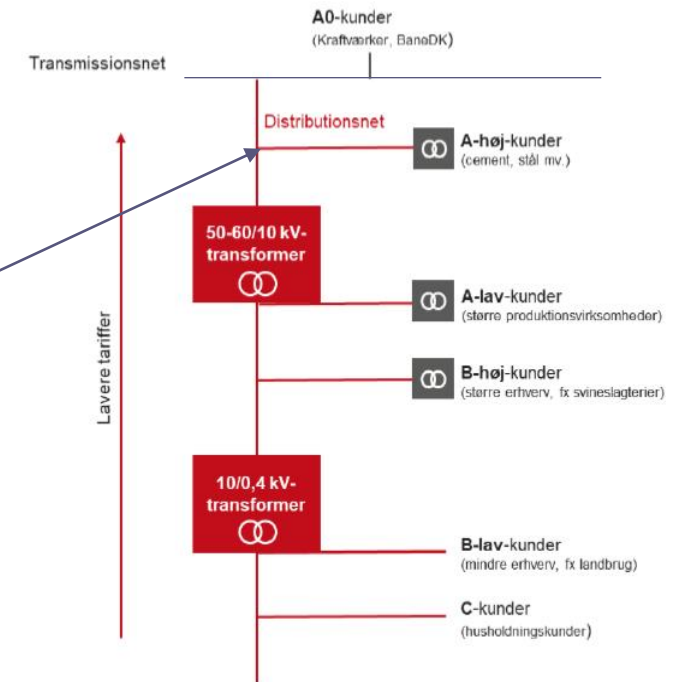 A0-kunder
(Kraftværker, BaneDK)
Transmissionsnet
Distributionsnet
A-høj-kunder
(cement, stål mv.)
50-60/10 kV-
transformer
A-lav-kunder
(større produktionsvirksomheder)
B-høj-kunder
(større erhverv, fx svineslagterier)
Lavere tariffer
10/0,4 kV-
transformer
B-lav-kunder
(mindre erhverv, fx landbrug)
C-kunder
(husholdningskunder)